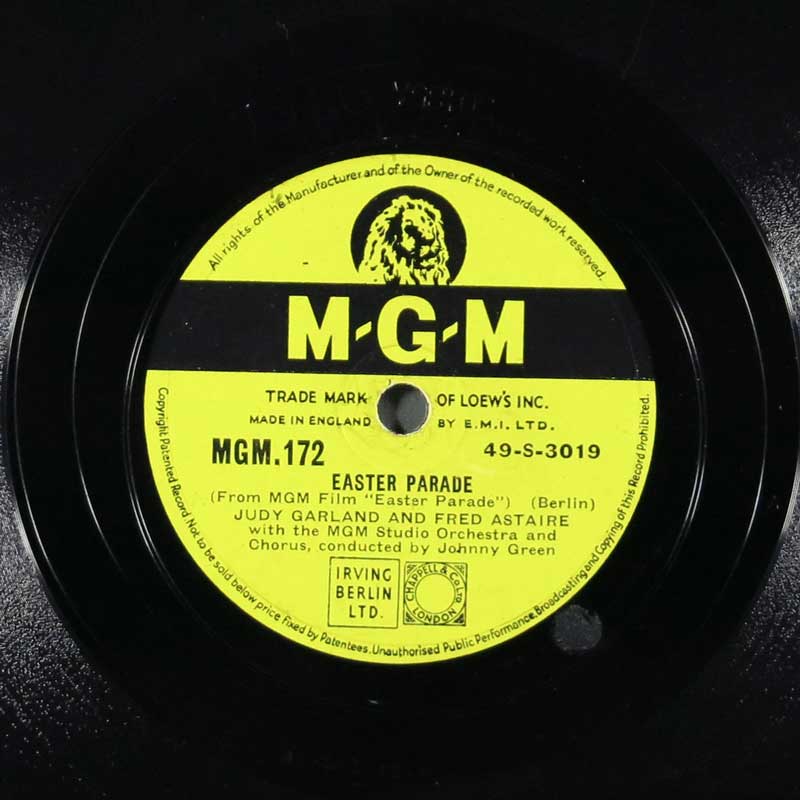 All rights of the Manufacturer and of the Owner of the recorded work reserved.
M-G-M
TRADE MARK OF LOEW'S INC.
MADE IN ENGLAND BY E.M.I. LTD.
MGM.172 49-S-3019
EASTER PARADE
(From MGM Film "Easter Parade") (Berlin)
JUDY GARLAND AND FRED ASTAIRE
with the MGM Studio Orchestra and
Chorus, conducted by Johnny Green
IRVING
BERLIN
LTD.
CHAPPELL & CO LTD
LONDON
Copyright Patented Record. Not to be sold below price fixed by Patentees. Unauthorised Public Performance, Broadcasting and Copying of this Record Prohibited.